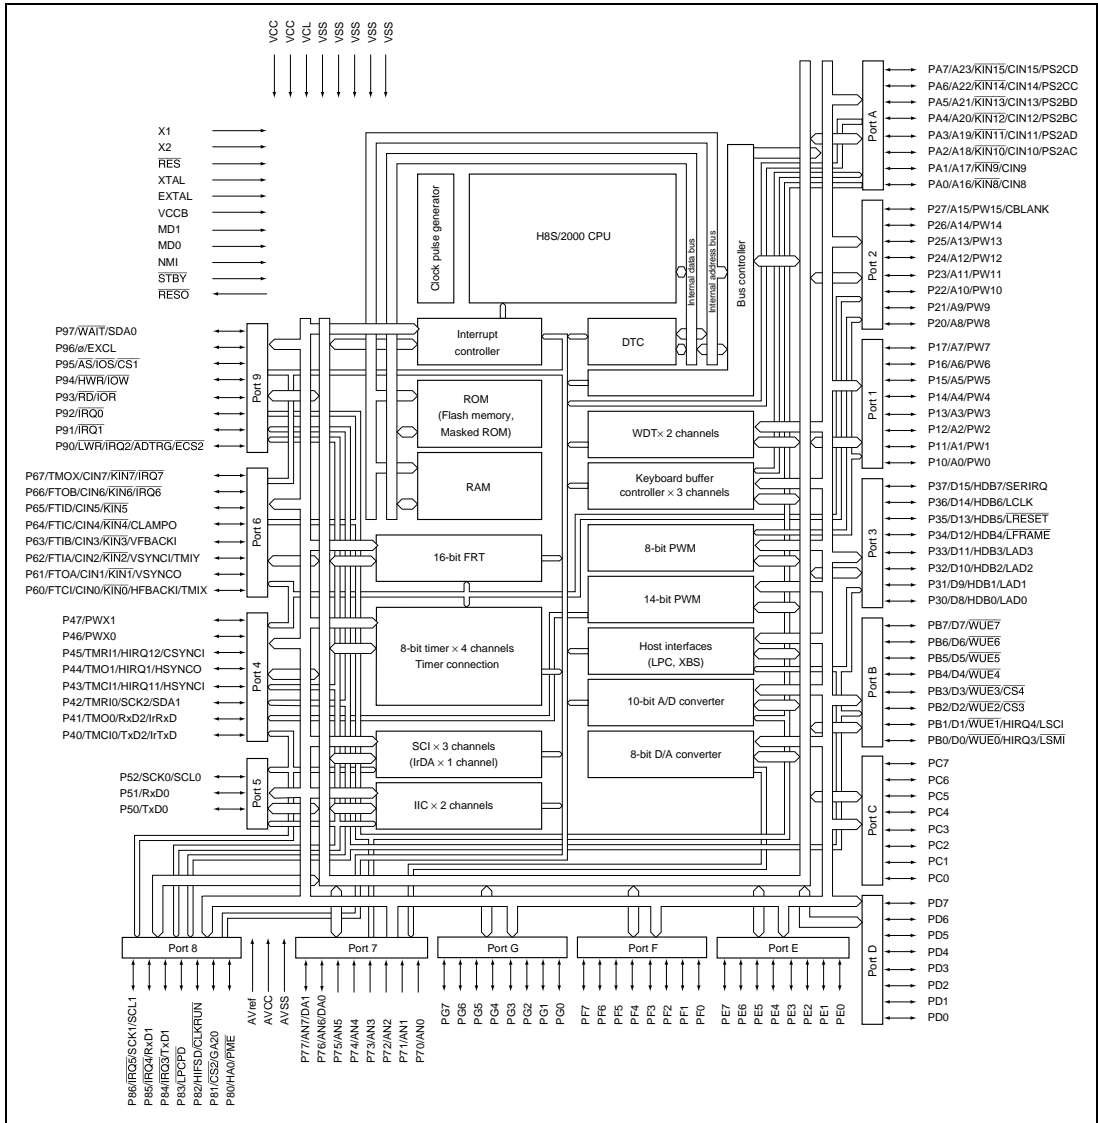 VCC
VCC
VCL
VSS
VSS
VSS
VSS
VSS
X1
X2
RES
XTAL
EXTAL
VCCB
MD1
MD0
NMI
STBY
RESO
Clock pulse generator
H8S/2000 CPU
Internal data bus
Internal address bus
Bus controller
Interrupt
controller
DTC
ROM
(Flash memory,
Masked ROM)
RAM
WDT × 2 channels
Keyboard buffer
controller × 3 channels
16-bit FRT
8-bit PWM
14-bit PWM
8-bit timer × 4 channels
Timer connection
Host interfaces
(LPC, XBS)
10-bit A/D converter
8-bit D/A converter
SCI × 3 channels
(IrDA × 1 channel)
IIC × 2 channels
Port 9
P97/WAIT/SDA0
P96/ø/EXCL
P95/AS/IOS/CS1
P94/HWR/IOW
P93/RD/IOR
P92/IRQ0
P91/IRQ1
P90/LWR/IRQ2/ADTRG/ECS2
Port 6
P67/TMOX/CIN7/KIN7/IRQ7
P66/FTOB/CIN6/KIN6/IRQ6
P65/FTID/CIN5/KIN5
P64/FTIC/CIN4/KIN4/CLAMPO
P63/FTIB/CIN3/KIN3/VFBACKI
P62/FTIA/CIN2/KIN2/VSYNCI/TMIY
P61/FTOA/CIN1/KIN1/VSYNCO
P60/FTCI/CIN0/KIN0/HFBACKI/TMIX
Port 4
P47/PWX1
P46/PWX0
P45/TMRI1/HIRQ12/CSYNCI
P44/TMO1/HIRQ1/HSYNCO
P43/TMCI1/HIRQ11/HSYNCI
P42/TMRI0/SCK2/SDA1
P41/TMO0/RxD2/IrRxD
P40/TMCI0/TxD2/IrTxD
Port 5
P52/SCK0/SCL0
P51/RxD0
P50/TxD0
Port A
PA7/A23/KIN15/CIN15/PS2CD
PA6/A22/KIN14/CIN14/PS2CC
PA5/A21/KIN13/CIN13/PS2BD
PA4/A20/KIN12/CIN12/PS2BC
PA3/A19/KIN11/CIN11/PS2AD
PA2/A18/KIN10/CIN10/PS2AC
PA1/A17/KIN9/CIN9
PA0/A16/KIN8/CIN8
Port 2
P27/A15/PW15/CBLANK
P26/A14/PW14
P25/A13/PW13
P24/A12/PW12
P23/A11/PW11
P22/A10/PW10
P21/A9/PW9
P20/A8/PW8
Port 1
P17/A7/PW7
P16/A6/PW6
P15/A5/PW5
P14/A4/PW4
P13/A3/PW3
P12/A2/PW2
P11/A1/PW1
P10/A0/PW0
Port 3
P37/D15/HDB7/SERIRQ
P36/D14/HDB6/LCLK
P35/D13/HDB5/LRESET
P34/D12/HDB4/LFRAME
P33/D11/HDB3/LAD3
P32/D10/HDB2/LAD2
P31/D9/HDB1/LAD1
P30/D8/HDB0/LAD0
Port B
PB7/D7/WUE7
PB6/D6/WUE6
PB5/D5/WUE5
PB4/D4/WUE4
PB3/D3/WUE3/CS4
PB2/D2/WUE2/CS3
PB1/D1/WUE1/HIRQ4/LSCI
PB0/D0/WUE0/HIRQ3/LSMI
Port C
PC7
PC6
PC5
PC4
PC3
PC2
PC1
PC0
Port D
PD7
PD6
PD5
PD4
PD3
PD2
PD1
PD0
Port 8
P86/IRQ5/SCK1/SCL1
P85/IRQ4/RxD1
P84/IRQ3/TxD1
P83/LPCPD
P82/HIFSD/CLKRUN
P81/CS2/GA20
P80/HA0/PME
AVref
AVCC
AVSS
Port 7
P77/AN7/DA1
P76/AN6/DA0
P75/AN5
P74/AN4
P73/AN3
P72/AN2
P71/AN1
P70/AN0
Port G
PG7
PG6
PG5
PG4
PG3
PG2
PG1
PG0
Port F
PF7
PF6
PF5
PF4
PF3
PF2
PF1
PF0
Port E
PE7
PE6
PE5
PE4
PE3
PE2
PE1
PE0